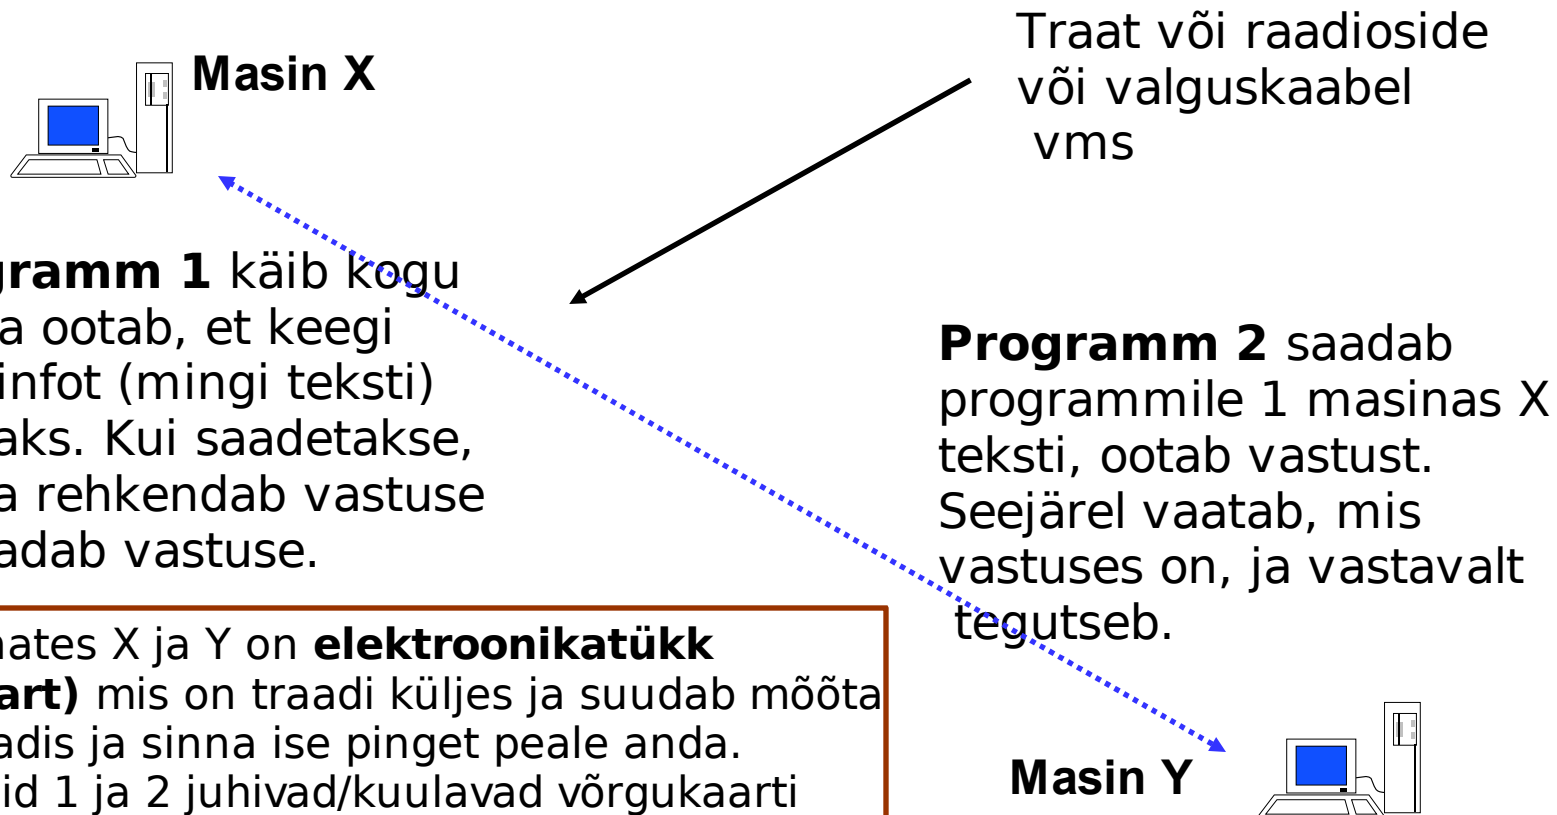 Masin X
Traat või raadioside
või valguskaabel
vms
gramm 1 käib kogu
a ootab, et keegi
infot (mingi teksti)
aks. Kui saadetakse,
a rehkendab vastuse
adab vastuse.
Programm 2 saadab
programmile 1 masinas X
teksti, ootab vastust.
Seejärel vaatab, mis
vastuses on, ja vastavalt
tegutseb.
ates X ja Y on elektroonikatükk
art) mis on traadi küljes ja suudab mõõta
adis ja sinna ise pinget peale anda.
id 1 ja 2 juhivad/kuulavad võrgukaarti
Masin Y